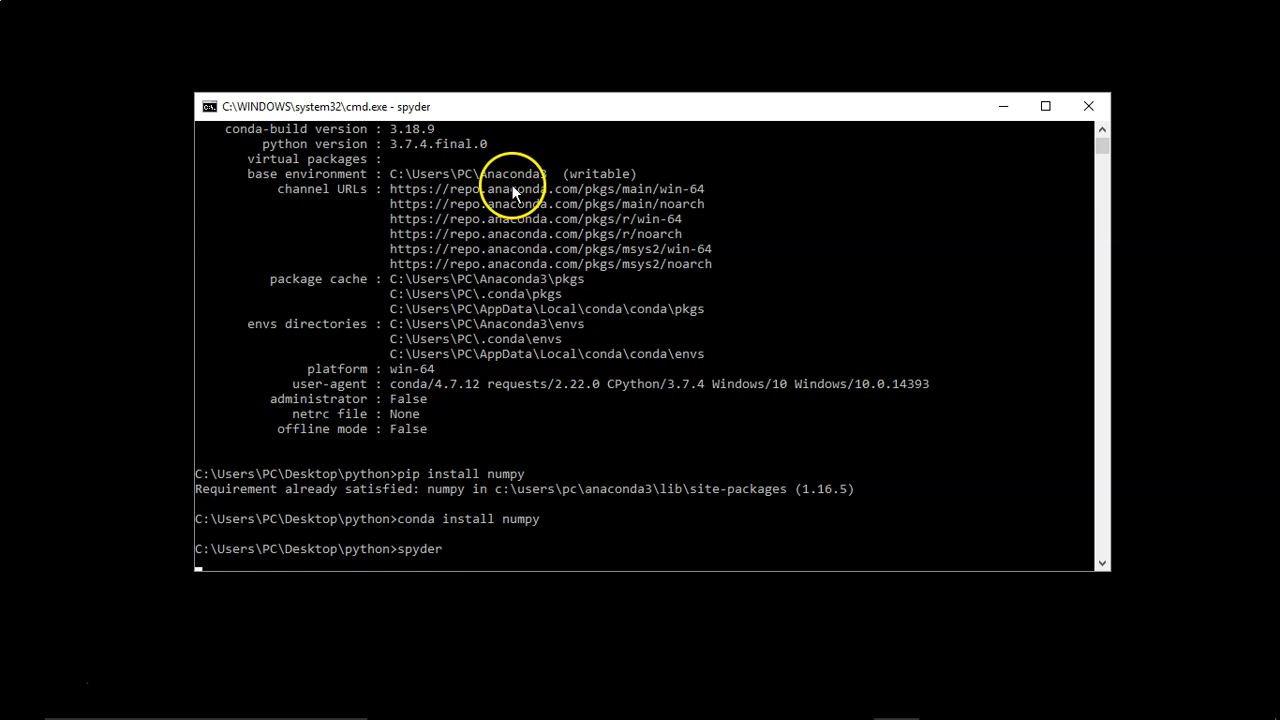 C:\WINDOWS\system32\cmd.exe - spyder
conda-build version : 3.18.9
python version : 3.7.4.final.0
virtual packages :
base environment : C:\Users\PC\Anaconda3  (writable)
channel URLs : https://repo.anaconda.com/pkgs/main/win-64
https://repo.anaconda.com/pkgs/main/noarch
https://repo.anaconda.com/pkgs/r/win-64
https://repo.anaconda.com/pkgs/r/noarch
https://repo.anaconda.com/pkgs/msys2/win-64
https://repo.anaconda.com/pkgs/msys2/noarch
package cache : C:\Users\PC\Anaconda3\pkgs
C:\Users\PC\.conda\pkgs
C:\Users\PC\AppData\Local\conda\conda\pkgs
envs directories : C:\Users\PC\Anaconda3\envs
C:\Users\PC\.conda\envs
C:\Users\PC\AppData\Local\conda\conda\envs
platform : win-64
user-agent : conda/4.7.12 requests/2.22.0 CPython/3.7.4 Windows/10 Windows/10.0.14393
administrator : False
netrc file : None
offline mode : False
C:\Users\PC\Desktop\python>pip install numpy
Requirement already satisfied: numpy in c:\users\pc\anaconda3\lib\site-packages (1.16.5)
C:\Users\PC\Desktop\python>conda install numpy
C:\Users\PC\Desktop\python>spyder